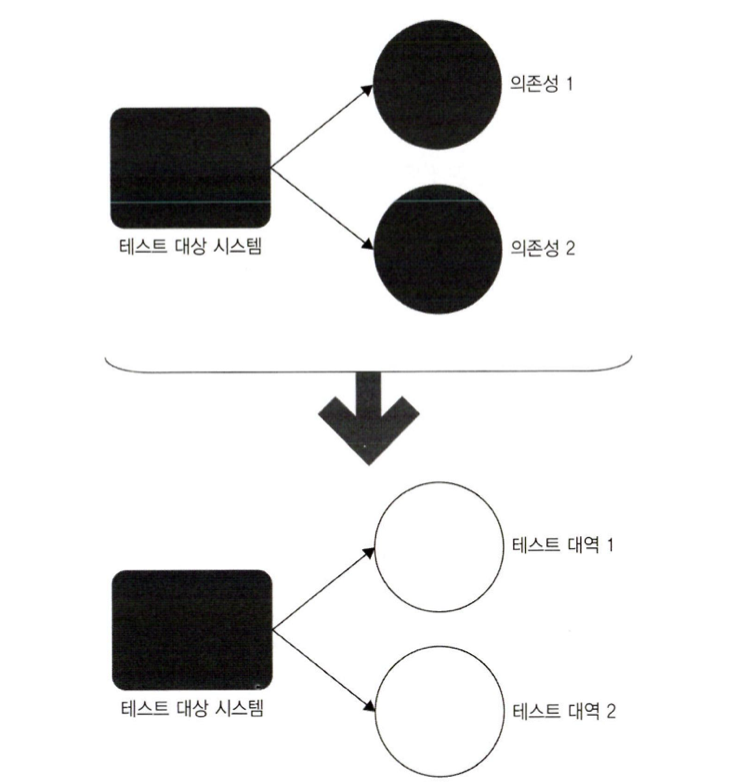 의존성 1
테스트 대상 시스템
의존성 2
테스트 대역 1
테스트 대상 시스템
테스트 대역 2